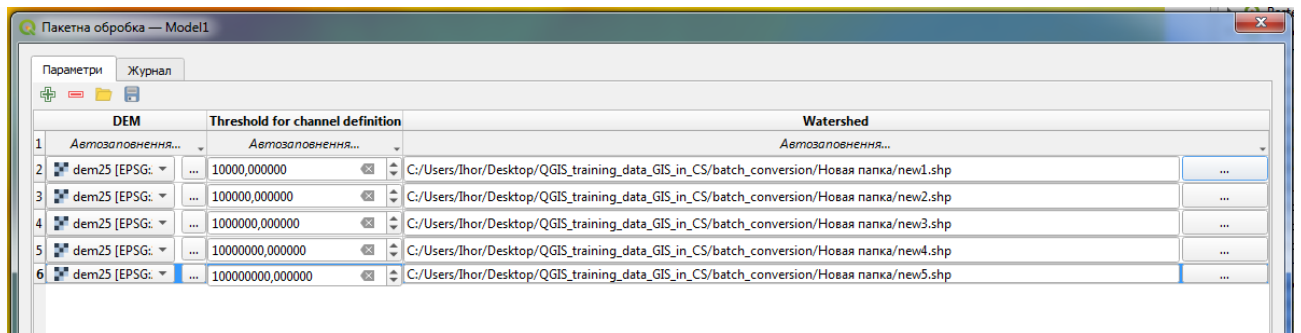 Пакетна обробка — Model1
Параметри Журнал
DEM Threshold for channel definition Watershed
1 Автозаповнення... Автозаповнення... Автозаповнення...
2 dem25 [EPSG:. ... 10000,000000 C:/Users/Ihor/Desktop/QGIS_training_data_GIS_in_CS/batch_conversion/Новая папка/new1.shp ...
3 dem25 [EPSG:. ... 100000,000000 C:/Users/Ihor/Desktop/QGIS_training_data_GIS_in_CS/batch_conversion/Новая папка/new2.shp ...
4 dem25 [EPSG:. ... 1000000,000000 C:/Users/Ihor/Desktop/QGIS_training_data_GIS_in_CS/batch_conversion/Новая папка/new3.shp ...
5 dem25 [EPSG:. ... 10000000,000000 C:/Users/Ihor/Desktop/QGIS_training_data_GIS_in_CS/batch_conversion/Новая папка/new4.shp ...
6 dem25 [EPSG:. ... 100000000,000000 C:/Users/Ihor/Desktop/QGIS_training_data_GIS_in_CS/batch_conversion/Новая папка/new5.shp ...